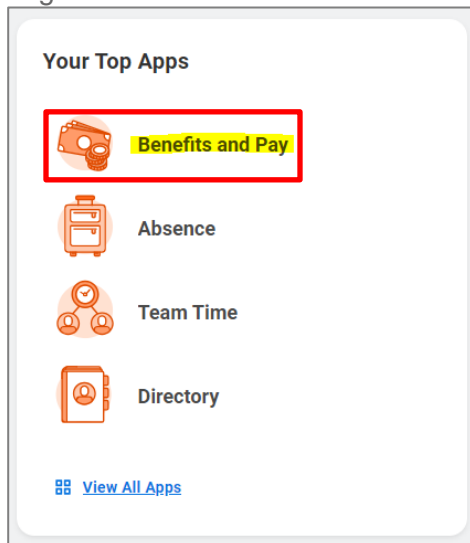 Your Top Apps
Benefits and Pay
Absence
Team Time
Directory
View All Apps